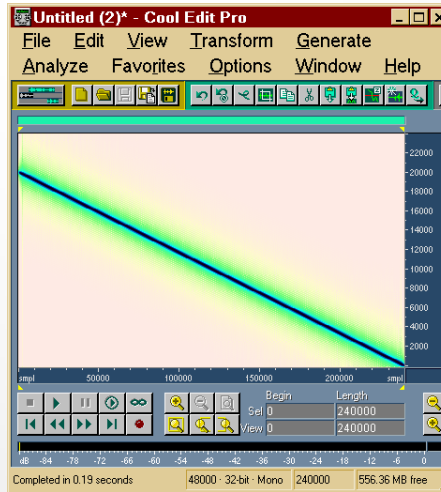 Untitled (2)* - Cool Edit Pro
File Edit View Transform Generate
Analyze Favorites Options Window Help
22000
20000
18000
16000
14000
12000
10000
8000
6000
4000
2000
0
smpl 50000 100000 150000 200000 smpl
Begin Length
Sel 0 240000
View 0 240000
dB -84 -78 -72 -66 -60 -54 -48 -42 -36 -30 -24 -18 -12 -6 0
Completed in 0.19 seconds 48000 · 32-bit · Mono 240000 556.36 MB free